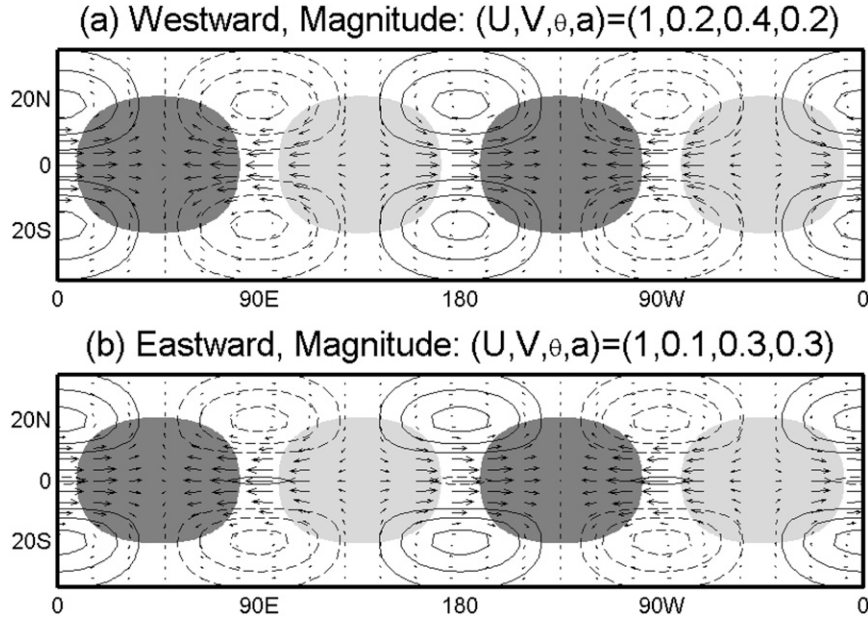 (a) Westward, Magnitude: (U,V,θ,a)=(1,0.2,0.4,0.2)
20N
0
20S
0 90E 180 90W 0
(b) Eastward, Magnitude: (U,V,θ,a)=(1,0.1,0.3,0.3)
20N
0
20S
0 90E 180 90W 0